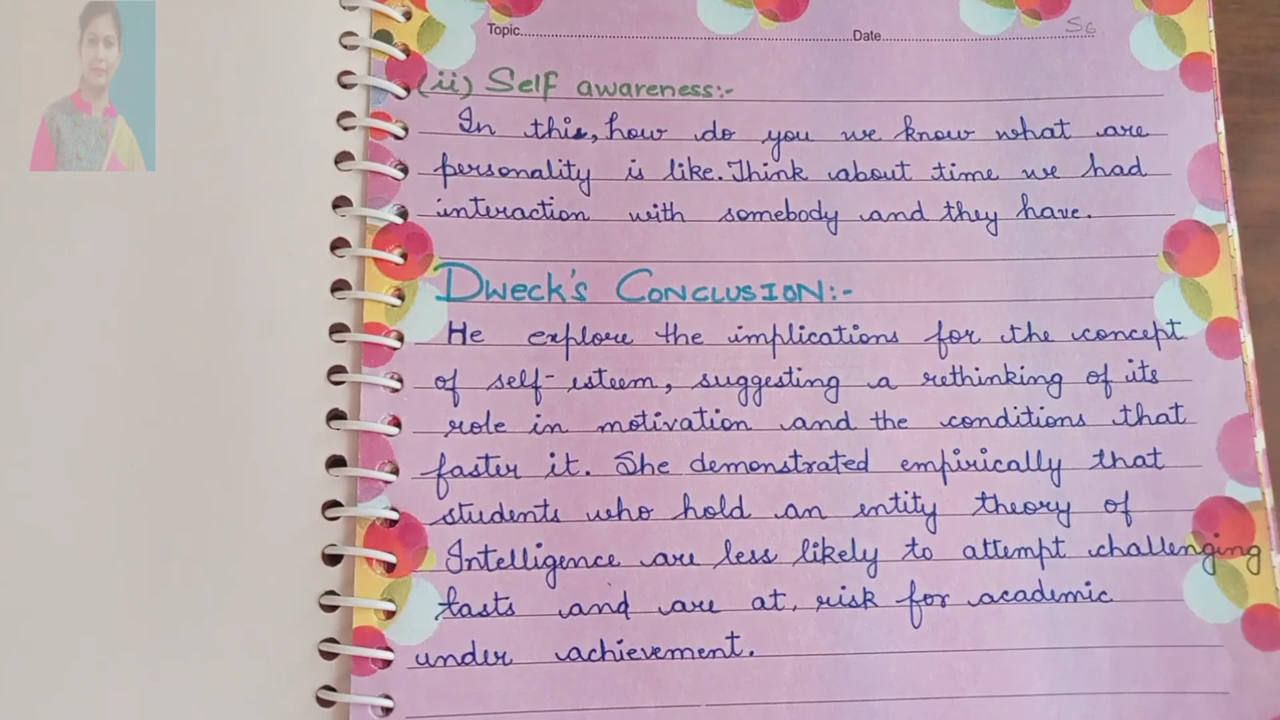 Topic Date S6
(ii) Self awareness:-
In this, how do you we know what are
personality is like. Think about time we had
interaction with somebody and they have.
Dweck's Conclusion:-
He explore the implications for the concept
of self-esteem, suggesting a rethinking of its
role in motivation and the conditions that
faster it. She demonstrated empirically that
students who hold an entity theory of
Intelligence are less likely to attempt challenging
tasts and are at risk for academic
under achievement.